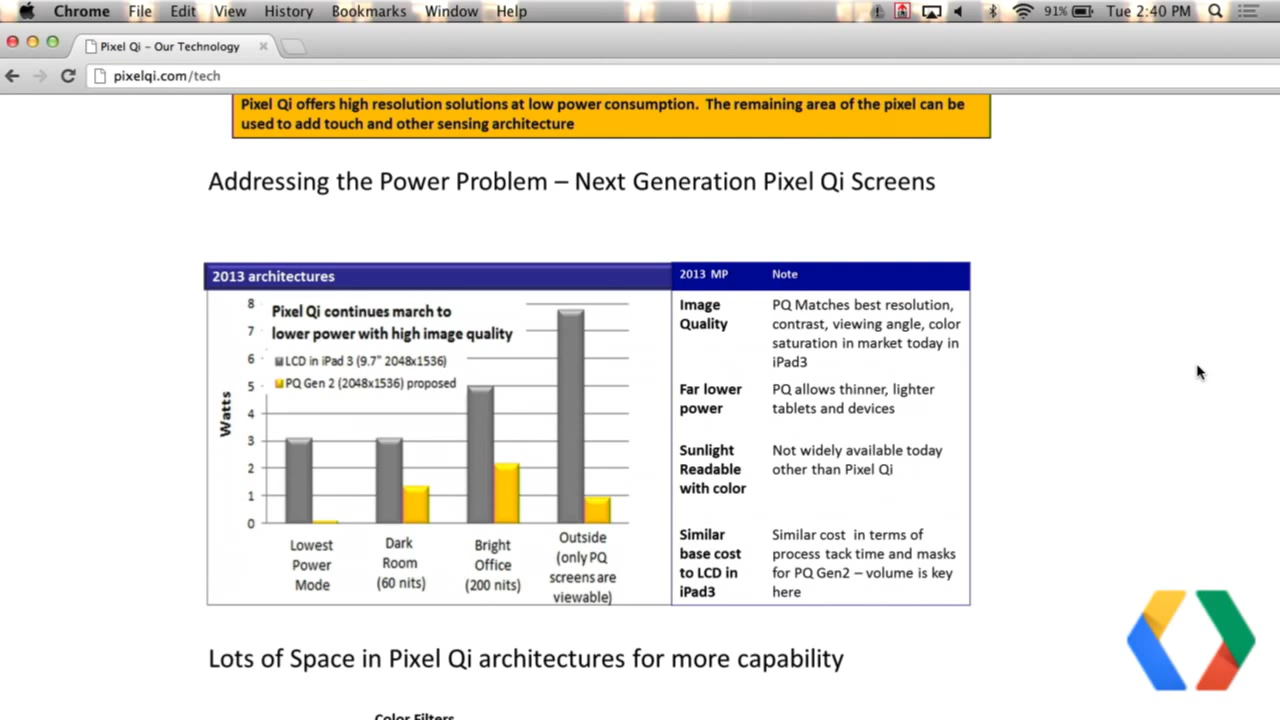 Chrome File Edit View History Bookmarks Window Help 91% Tue 2:40 PM
Pixel Qi – Our Technology
pixelqi.com/tech
Pixel Qi offers high resolution solutions at low power consumption. The remaining area of the pixel can be
used to add touch and other sensing architecture
Addressing the Power Problem – Next Generation Pixel Qi Screens
2013 architectures
Pixel Qi continues march to
lower power with high image quality
LCD in iPad 3 (9.7" 2048x1536)
PQ Gen 2 (2048x1536) proposed
Watts
8
7
6
5
4
3
2
1
0
Lowest
Power
Mode
Dark
Room
(60 nits)
Bright
Office
(200 nits)
Outside
(only PQ
screens are
viewable)
2013 MP Note
Image
Quality
PQ Matches best resolution,
contrast, viewing angle, color
saturation in market today in
iPad3
Far lower
power
PQ allows thinner, lighter
tablets and devices
Sunlight
Readable
with color
Not widely available today
other than Pixel Qi
Similar
base cost
to LCD in
iPad3
Similar cost in terms of
process tack time and masks
for PQ Gen2 – volume is key
here
Lots of Space in Pixel Qi architectures for more capability
Color Filters